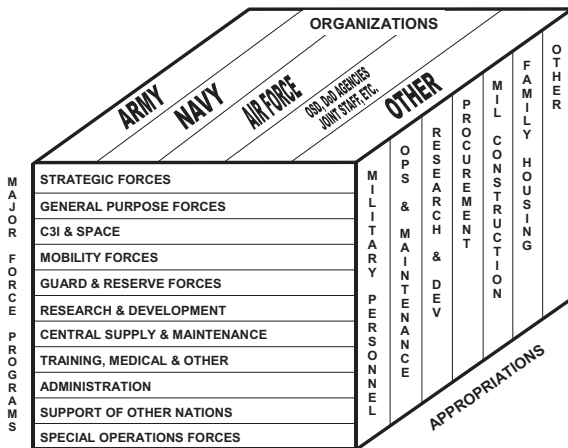 ORGANIZATIONS
ARMY
NAVY
AIR FORCE
OSD, DoD AGENCIES
JOINT STAFF, ETC,
OTHER
MAJOR FORCE PROGRAMS
STRATEGIC FORCES
GENERAL PURPOSE FORCES
C3I & SPACE
MOBILITY FORCES
GUARD & RESERVE FORCES
RESEARCH & DEVELOPMENT
CENTRAL SUPPLY & MAINTENANCE
TRAINING, MEDICAL & OTHER
ADMINISTRATION
SUPPORT OF OTHER NATIONS
SPECIAL OPERATIONS FORCES
MILITARY PERSONNEL
OPS & MAINTENANCE
RESEARCH & DEV
PROCUREMENT
MIL CONSTRUCTION
FAMILY HOUSING
OTHER
APPROPRIATIONS